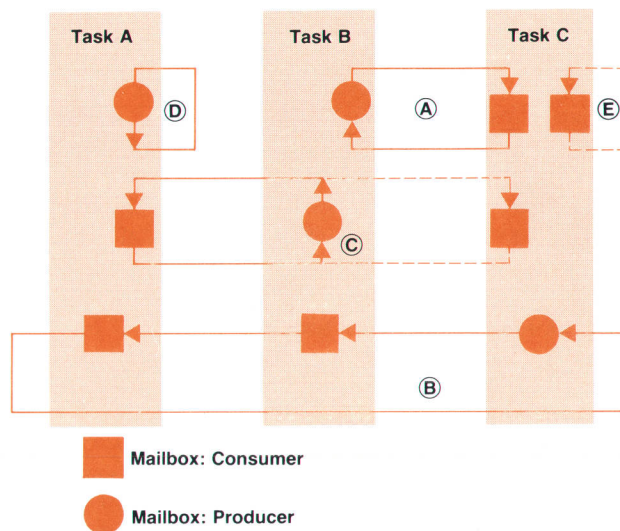 Task A
Task B
Task C
D
A
E
C
B
Mailbox: Consumer
Mailbox: Producer